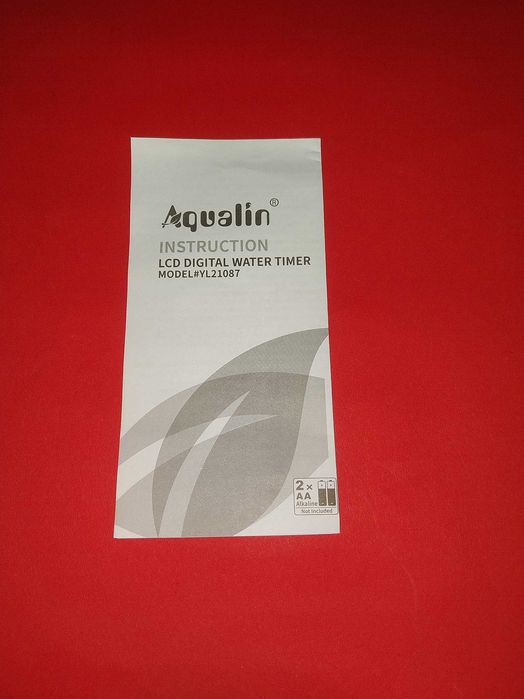 Aqualin®
INSTRUCTION
LCD DIGITAL WATER TIMER
MODEL#YL21087
2×
AA
Alkaline
Not Included